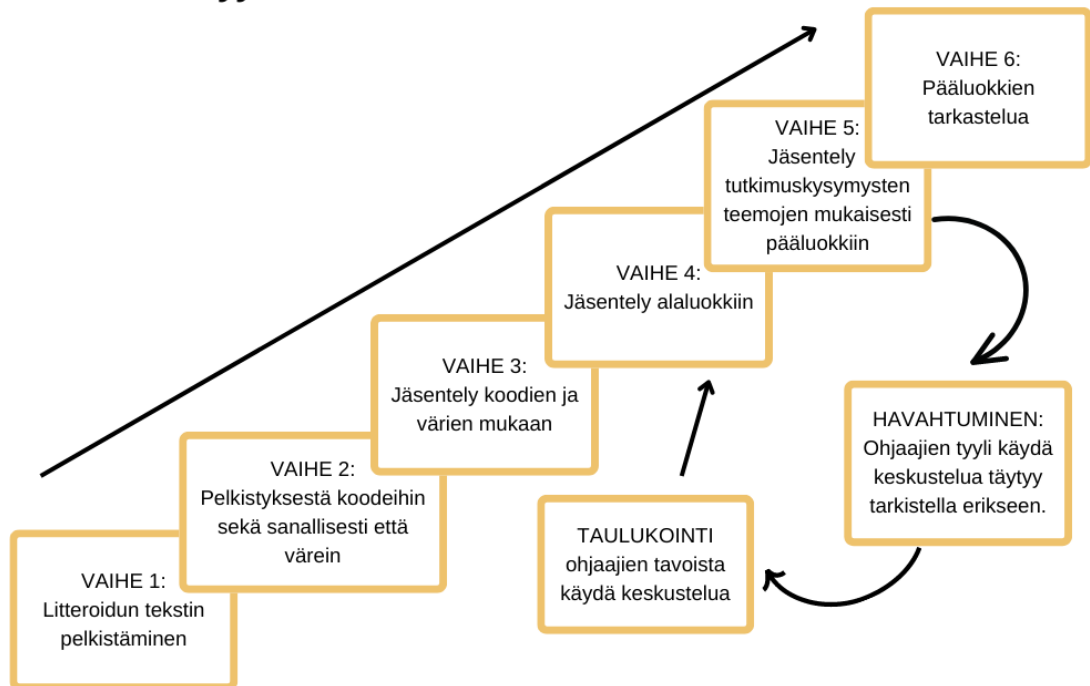 VAIHE 6:
Pääluokkien
tarkastelua
VAIHE 5:
Jäsentely
tutkimuskysymysten
teemojen mukaisesti
pääluokkiin
VAIHE 4:
Jäsentely alaluokkiin
VAIHE 3:
Jäsentely koodien ja
värien mukaan
HAVAHTUMINEN:
Ohjaajien tyyli käydä
keskustelua täytyy
tarkistella erikseen.
VAIHE 2:
Pelkistyksestä koodeihin
sekä sanallisesti että
värein
TAULUKOINTI
ohjaajien tavoista
käydä keskustelua
VAIHE 1:
Litteroidun tekstin
pelkistäminen